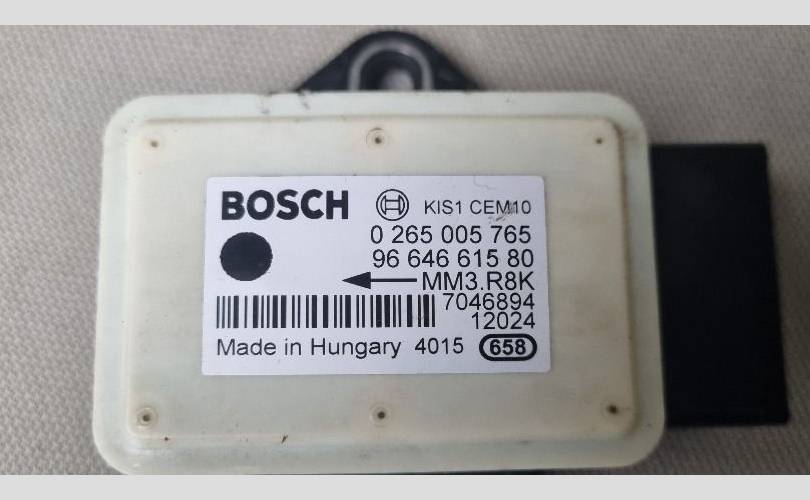 BOSCH KIS1 CEM10
0 265 005 765
96 646 615 80
MM3.R8K
7046894
12024
Made in Hungary 4015 658